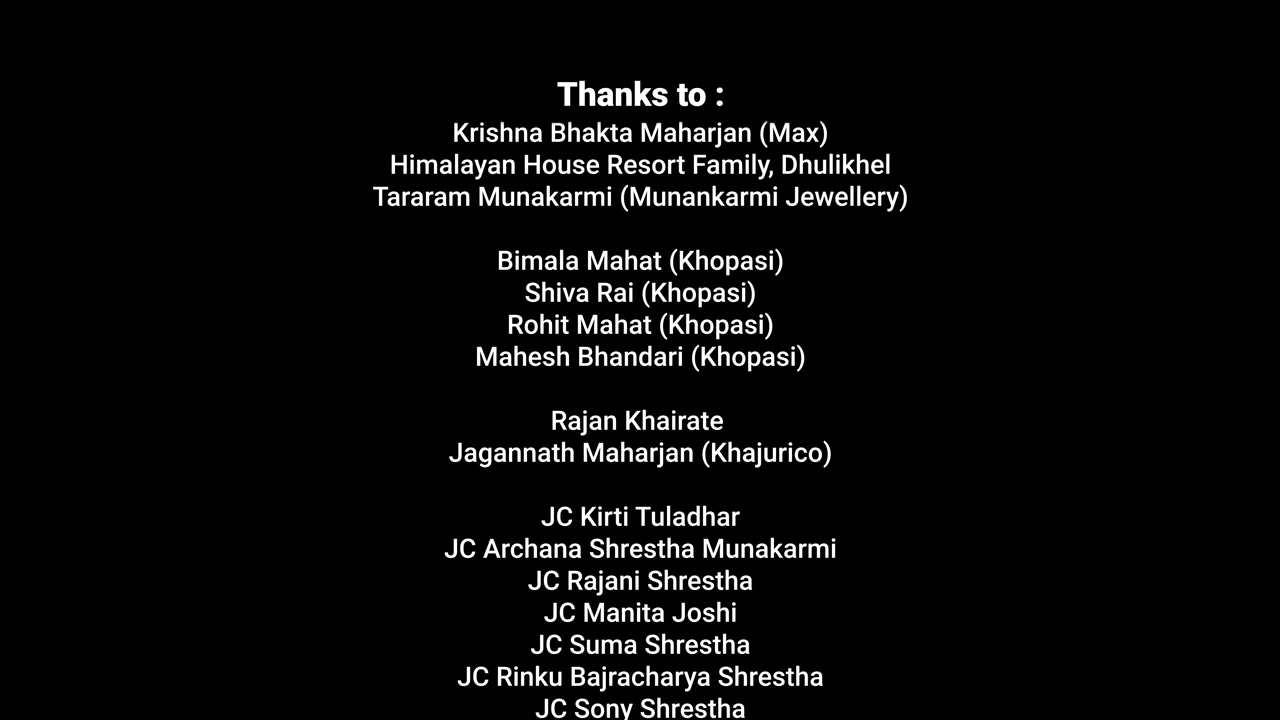 Thanks to :
Krishna Bhakta Maharjan (Max)
Himalayan House Resort Family, Dhulikhel
Tararam Munakarmi (Munankarmi Jewellery)
Bimala Mahat (Khopasi)
Shiva Rai (Khopasi)
Rohit Mahat (Khopasi)
Mahesh Bhandari (Khopasi)
Rajan Khairate
Jagannath Maharjan (Khajurico)
JC Kirti Tuladhar
JC Archana Shrestha Munakarmi
JC Rajani Shrestha
JC Manita Joshi
JC Suma Shrestha
JC Rinku Bajracharya Shrestha
JC Sony Shrestha